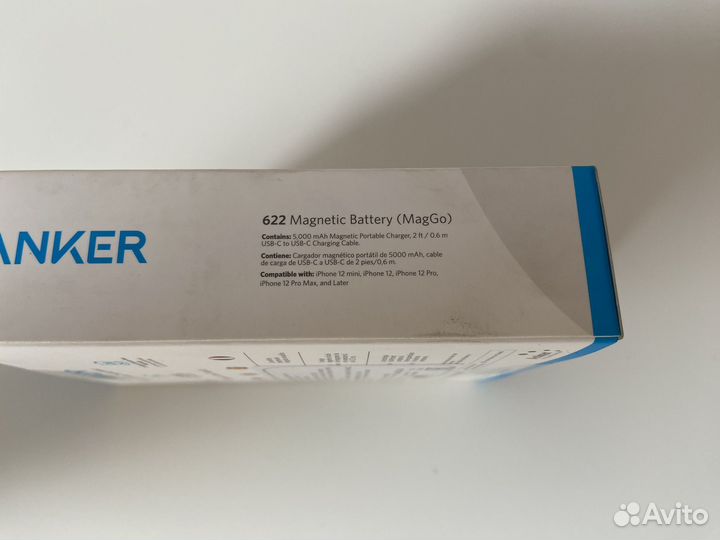 ANKER
622 Magnetic Battery (MagGo)
Contains: 5,000 mAh Magnetic Portable Charger, 2 ft / 0.6 m
USB-C to USB-C Charging Cable.
Contiene: Cargador magnético portátil de 5000 mAh, cable
de carga de USB-C a USB-C de 2 pies/0,6 m.
Compatible with: iPhone 12 mini, iPhone 12, iPhone 12 Pro,
iPhone 12 Pro Max, and Later
Avito